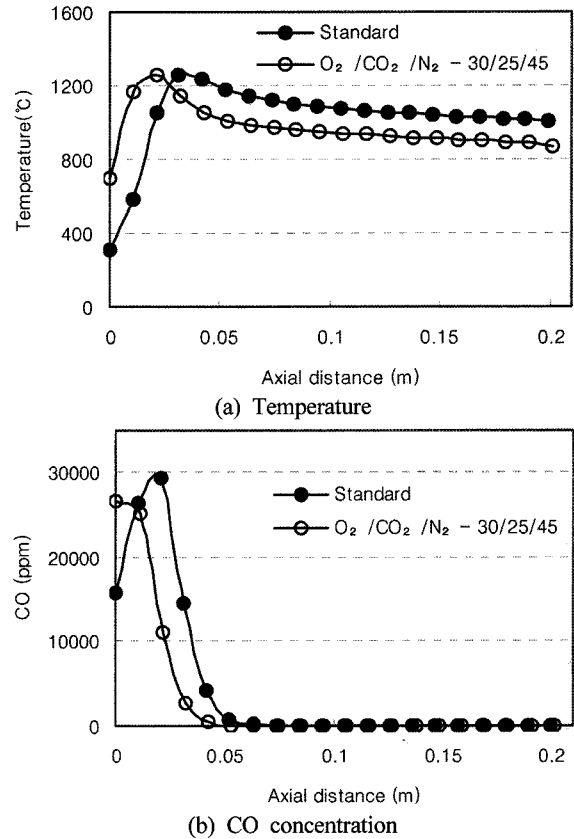 1600
1200
800
400
0
Temperature(℃)
Standard
O₂ /CO₂ /N₂ - 30/25/45
0 0.05 0.1 0.15 0.2
Axial distance (m)
(a) Temperature
30000
20000
10000
0
CO (ppm)
Standard
O₂ /CO₂ /N₂ - 30/25/45
0 0.05 0.1 0.15 0.2
Axial distance (m)
(b) CO concentration